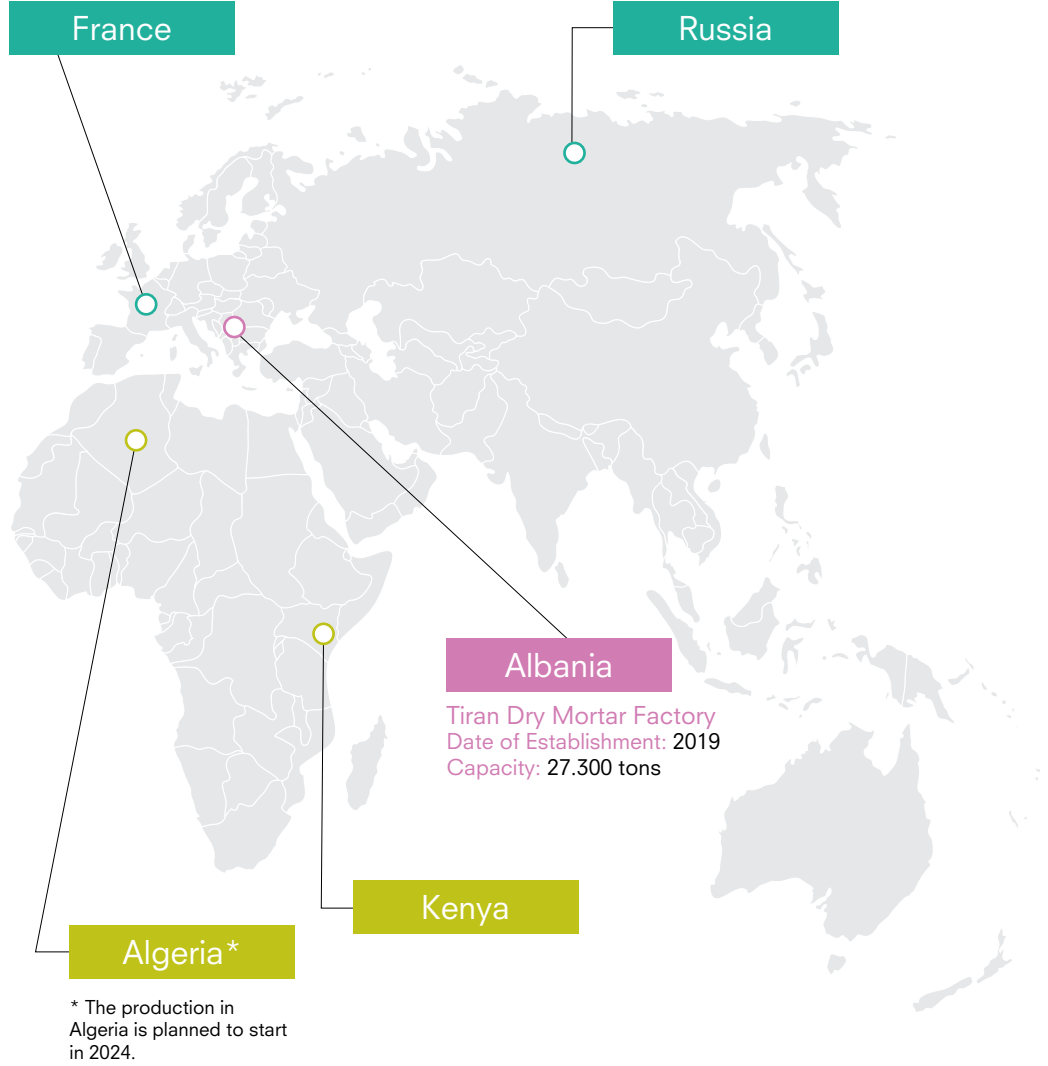 France
Russia
Albania
Tiran Dry Mortar Factory
Date of Establishment: 2019
Capacity: 27.300 tons
Kenya
Algeria*
* The production in
Algeria is planned to start
in 2024.